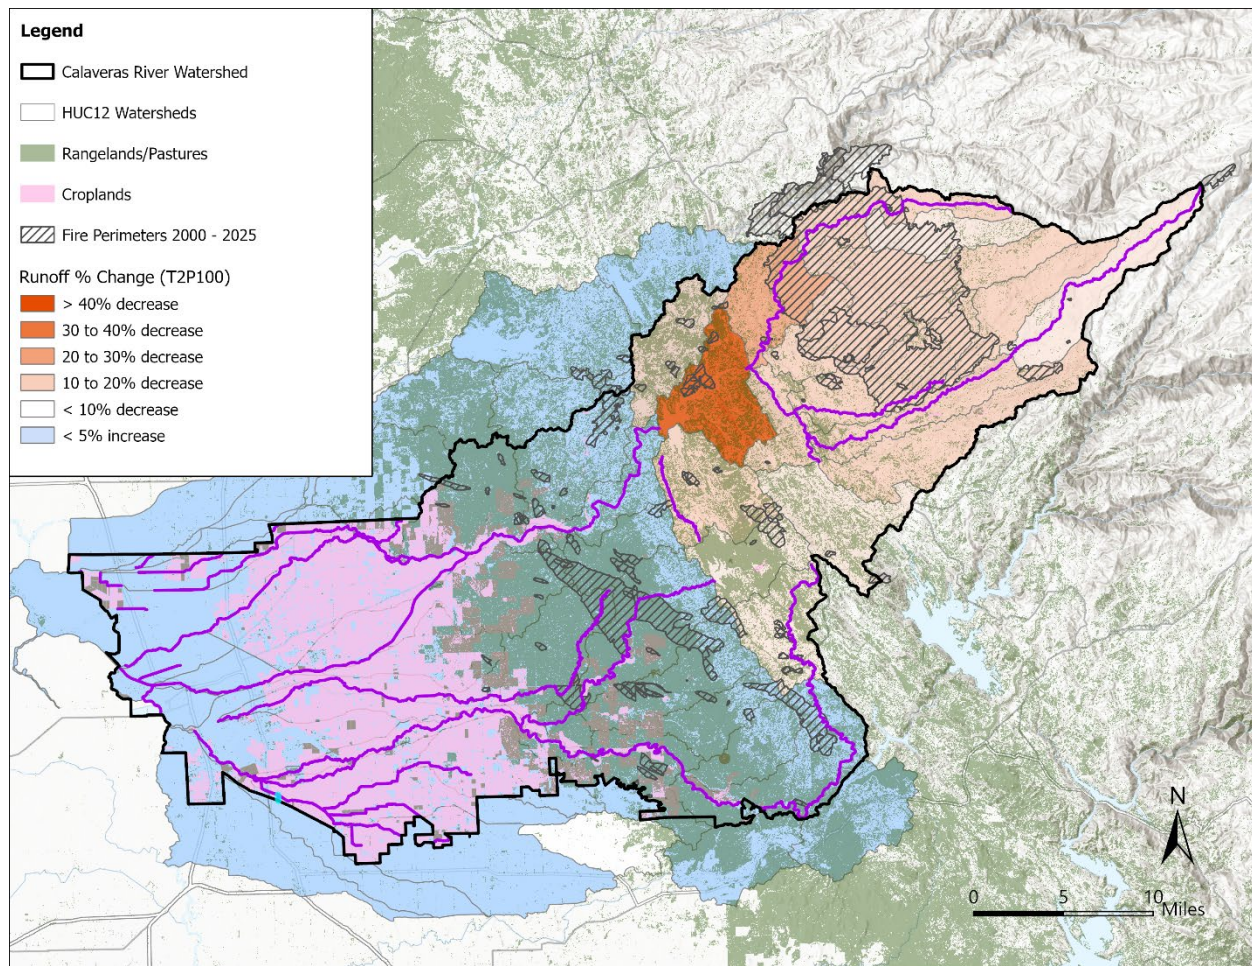 Legend
Calaveras River Watershed
HUC12 Watersheds
Rangelands/Pastures
Croplands
Fire Perimeters 2000 - 2025
Runoff % Change (T2P100)
> 40% decrease
30 to 40% decrease
20 to 30% decrease
10 to 20% decrease
< 10% decrease
< 5% increase
N
0 5 10
Miles